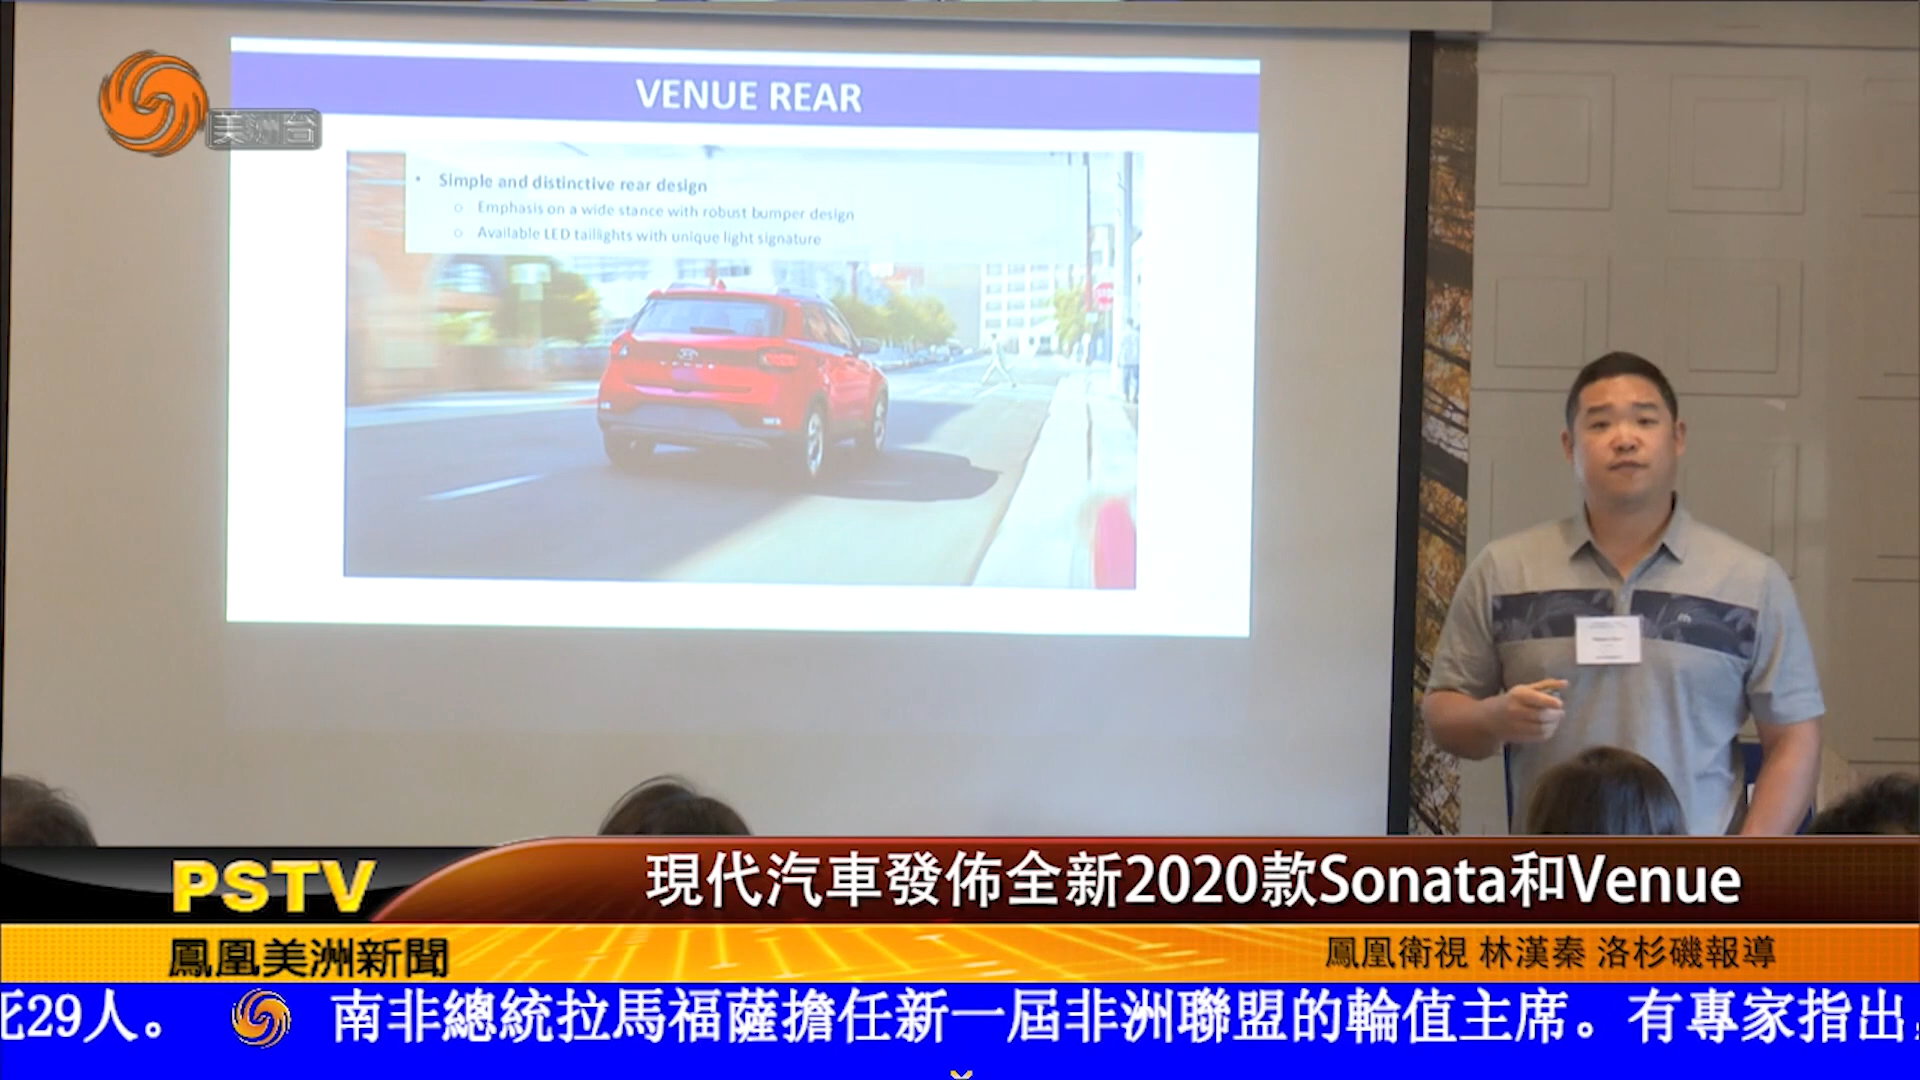 美洲台
VENUE REAR
• Simple and distinctive rear design
○ Emphasis on a wide stance with robust bumper design
○ Available LED taillights with unique light signature
VENUE
STOP
PSTV
現代汽車發佈全新2020款Sonata和Venue
鳳凰美洲新聞
鳳凰衛視 林漢秦 洛杉磯報導
死29人。 南非總統拉馬福薩擔任新一屆非洲聯盟的輪值主席。有專家指出